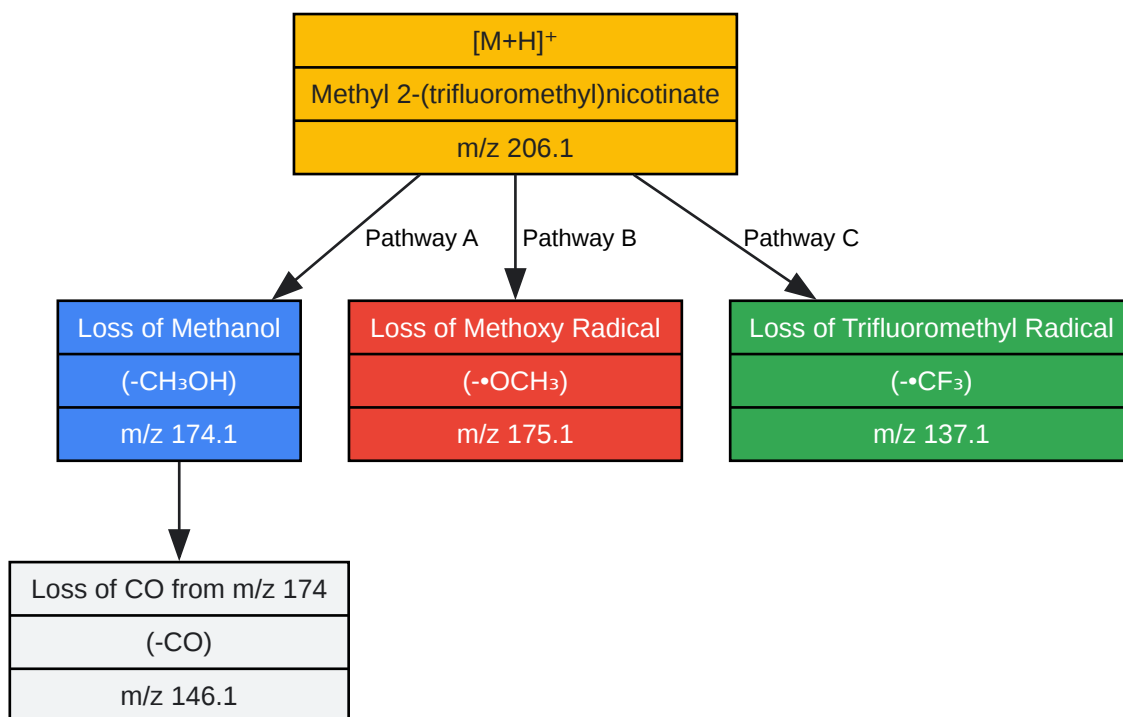 [M+H]⁺
Methyl 2-(trifluoromethyl)nicotinate
m/z 206.1
Pathway A
Pathway B
Pathway C
Loss of Methanol
(-CH₃OH)
m/z 174.1
Loss of Methoxy Radical
(-•OCH₃)
m/z 175.1
Loss of Trifluoromethyl Radical
(-•CF₃)
m/z 137.1
Loss of CO from m/z 174
(-CO)
m/z 146.1